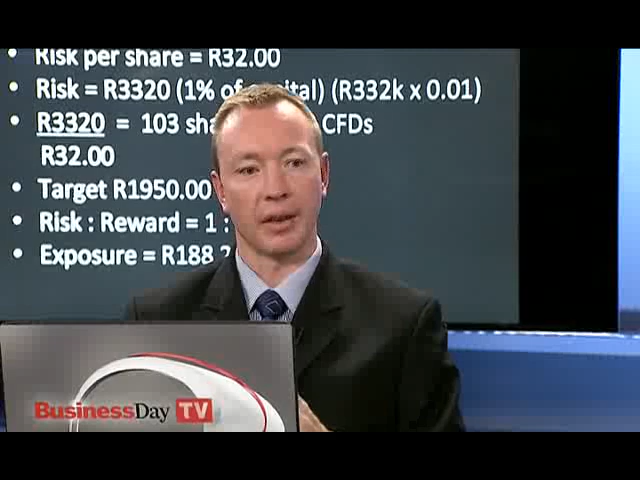 • Risk per share = R32.00
• Risk = R3320 (1% of capital) (R332k x 0.01)
• R3320 = 103 sha CFDs
R32.00
• Target R1950.00
• Risk : Reward = 1 :
• Exposure = R188
BusinessDay TV